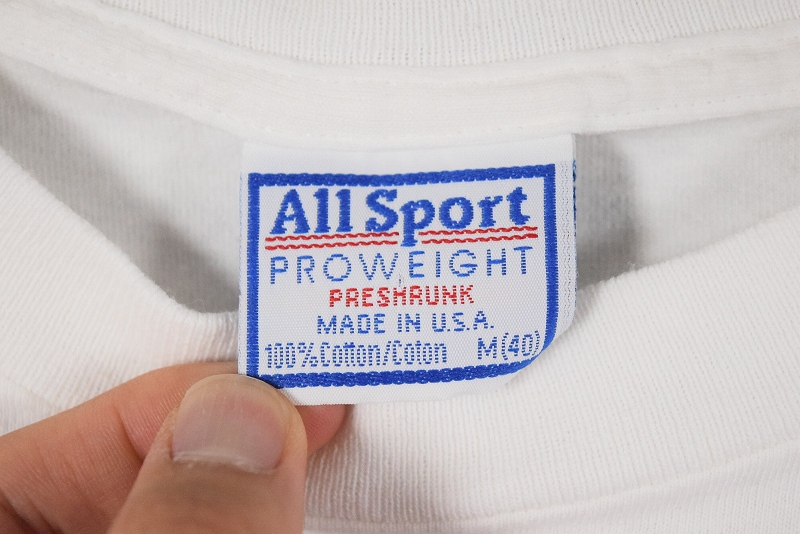 All Sport
PROWEIGHT
PRESHRUNK
MADE IN U.S.A.
100% Cotton/Coton M(40)